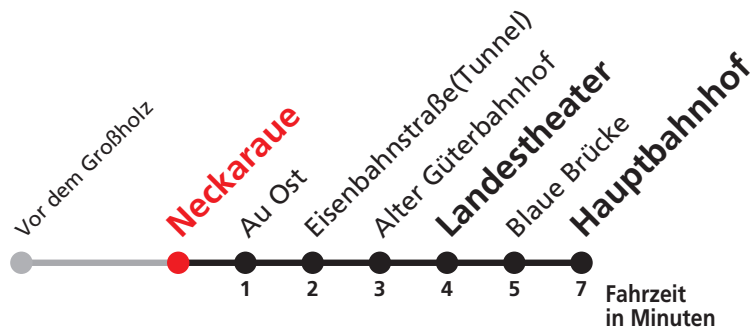 Vor dem Großholz
Neckaraue
Au Ost
Eisenbahnstraße(Tunnel)
Alter Güterbahnhof
Landestheater
Blaue Brücke
Hauptbahnhof
1 2 3 4 5 7
Fahrzeit
in Minuten